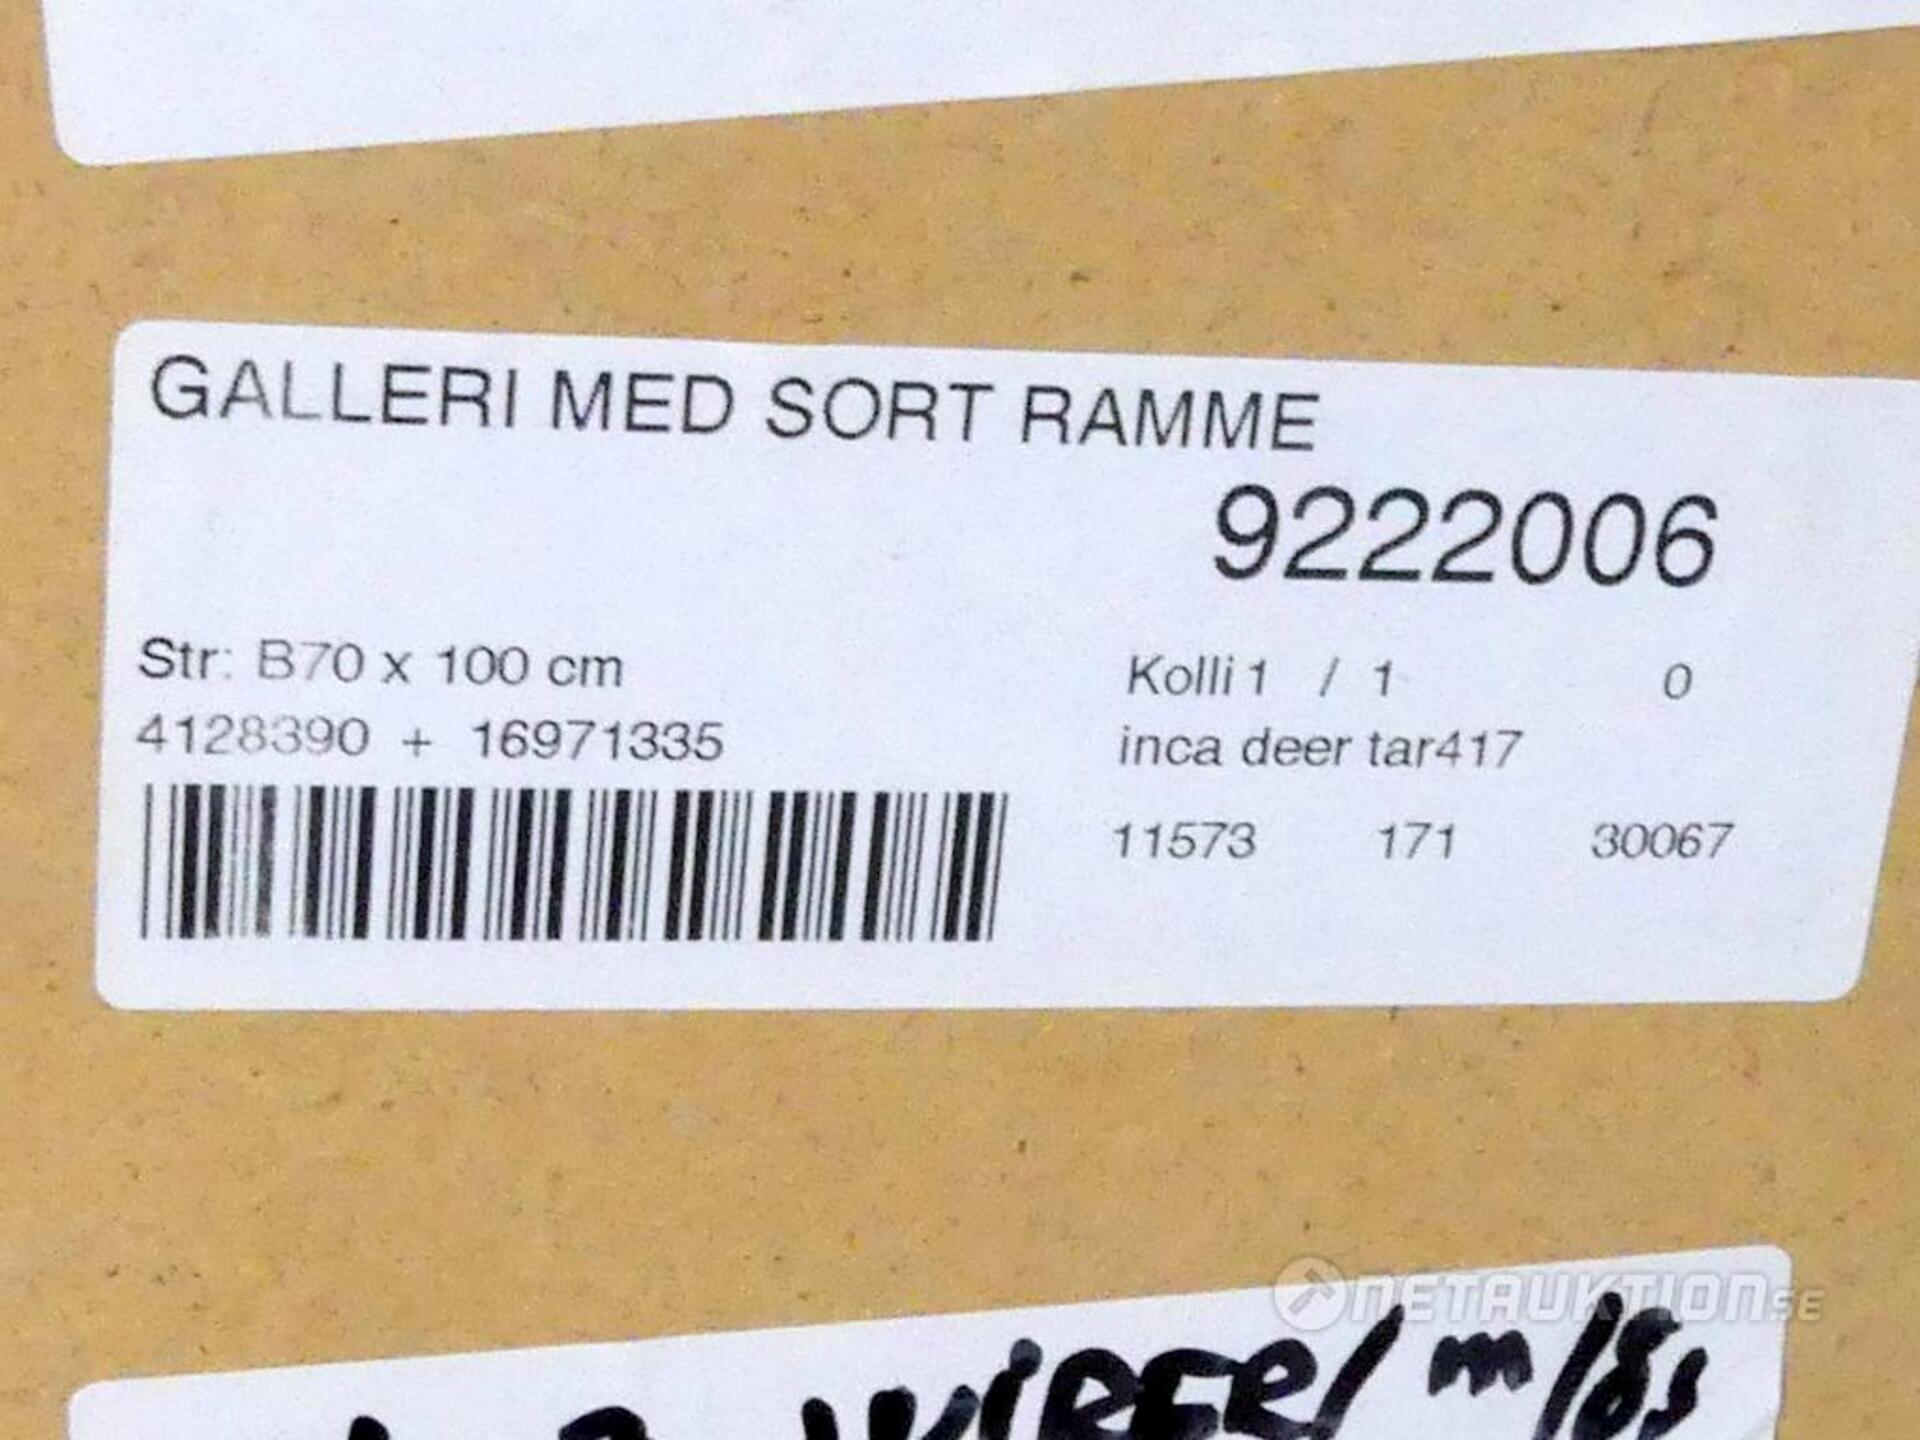 GALLERI MED SORT RAMME
9222006
Str: B70 x 100 cm
Kolli 1 / 1 0
4128390 + 16971335
inca deer tar417
11573 171 30067
NETAUKTION.SE